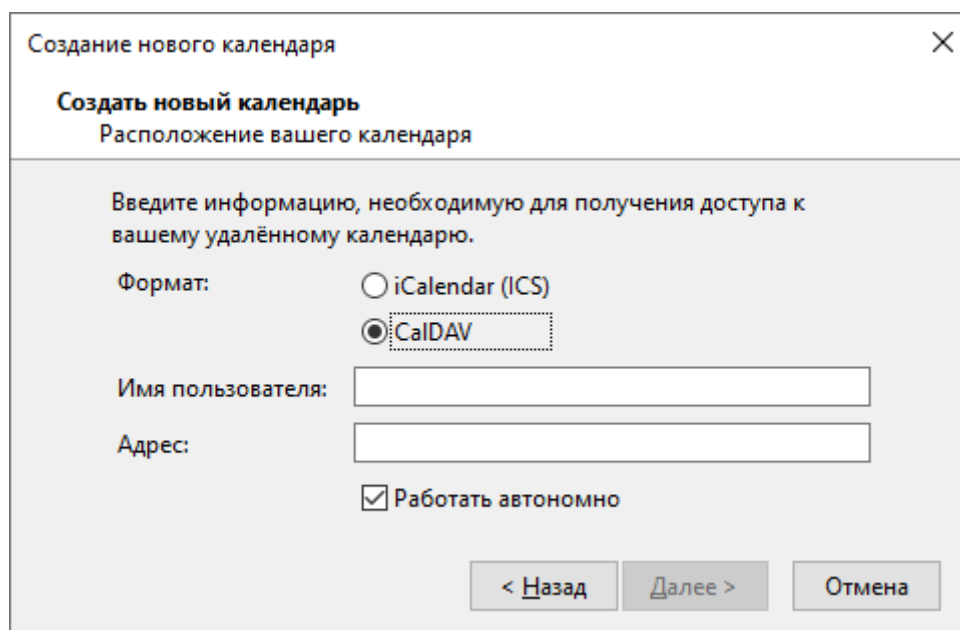 Создание нового календаря
Создать новый календарь
Расположение вашего календаря
Введите информацию, необходимую для получения доступа к
вашему удалённому календарю.
Формат:
iCalendar (ICS)
CalDAV
Имя пользователя:
Адрес:
Работать автономно
< Назад
Далее >
Отмена